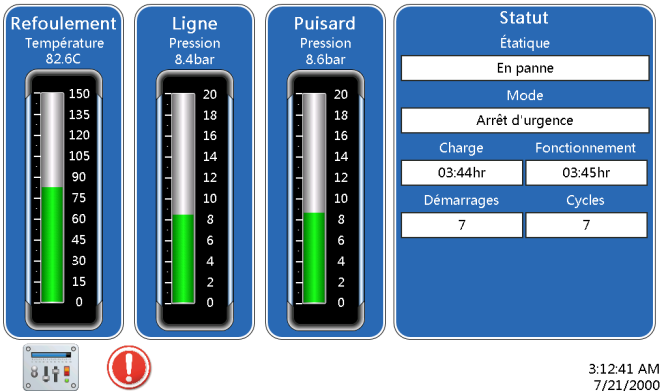 Refoulement
Température
82.6C
150
135
120
105
90
75
60
45
30
15
0
Ligne
Pression
8.4bar
20
18
16
14
12
10
8
6
4
2
0
Puisard
Pression
8.6bar
20
18
16
14
12
10
8
6
4
2
0
Statut
Étatique
En panne
Mode
Arrêt d'urgence
Charge Fonctionnement
03:44hr 03:45hr
Démarrages Cycles
7 7
3:12:41 AM
7/21/2000